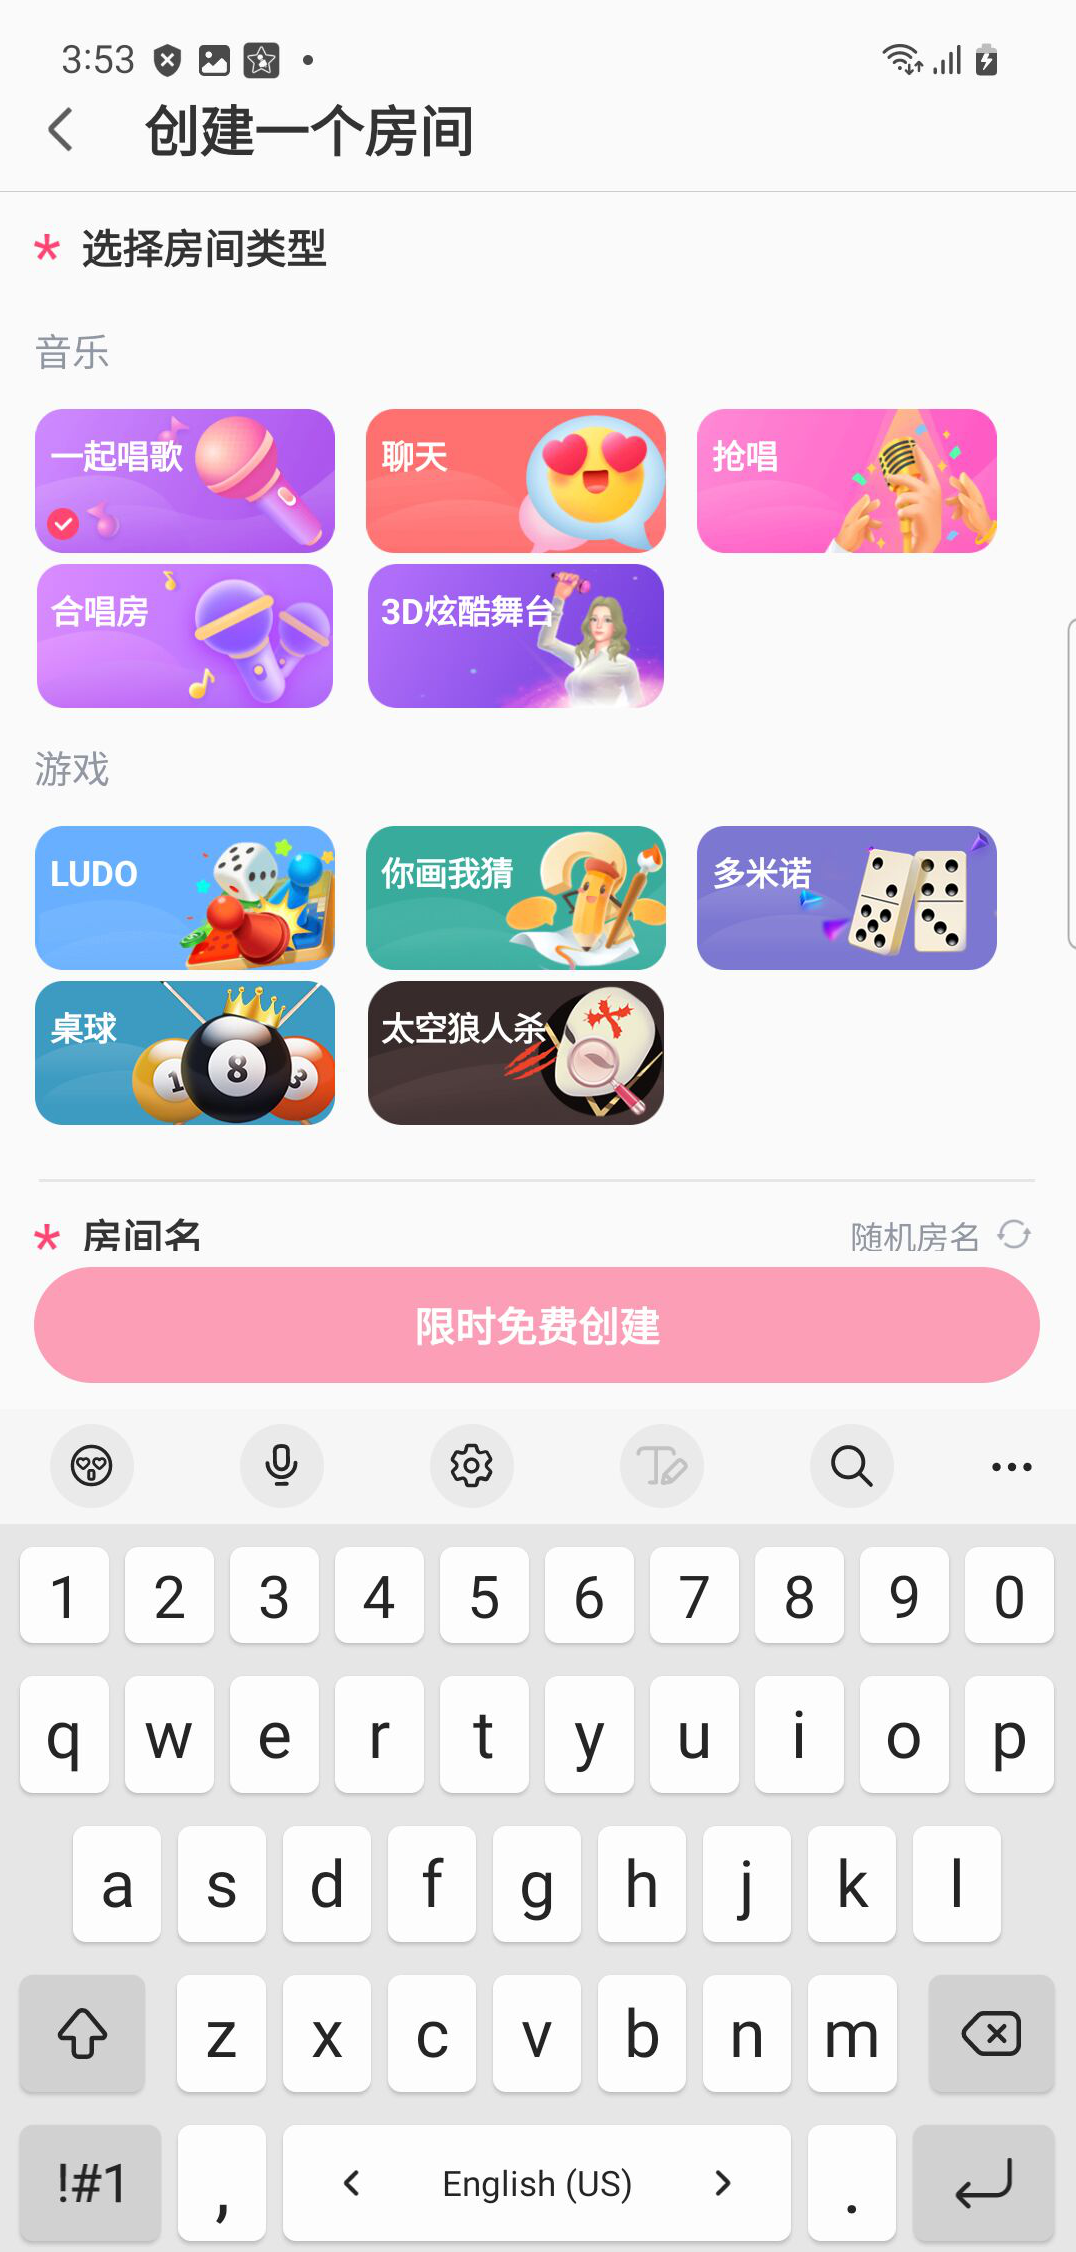 3:53
创建一个房间
* 选择房间类型
音乐
一起唱歌 聊天 抢唱
合唱房 3D炫酷舞台
游戏
LUDO 你画我猜 多米诺
桌球 太空狼人杀
1 8 3
* 房间名 随机房名
限时免费创建
1 2 3 4 5 6 7 8 9 0
q w e r t y u i o p
a s d f g h j k l
z x c v b n m
!#1 , English (US) .